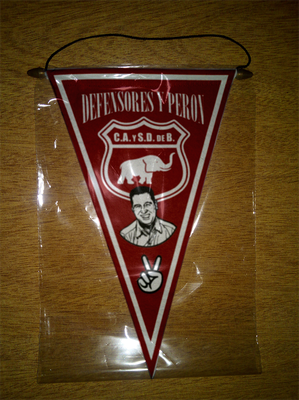 DEFENSORES Y PERON
C.A. Y S.D. DE B.